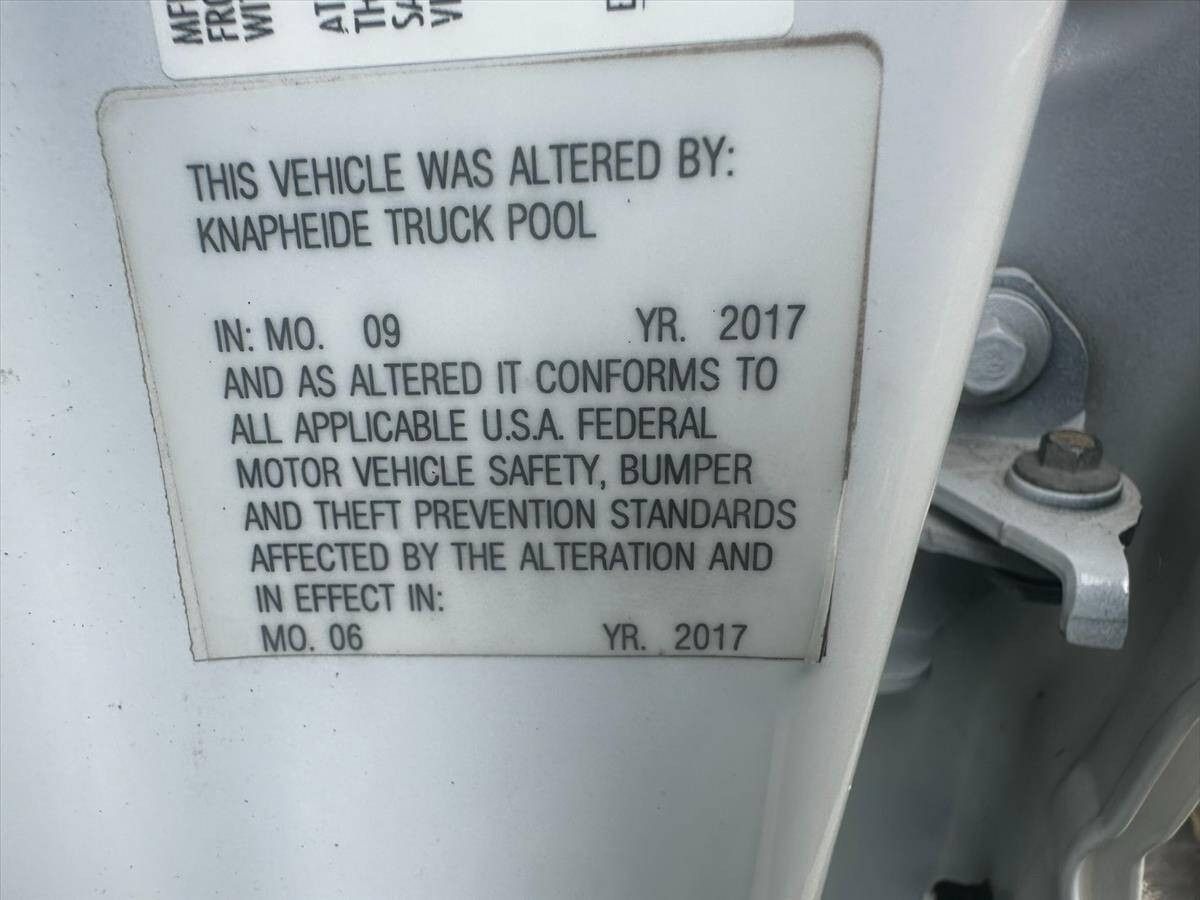 THIS VEHICLE WAS ALTERED BY:
KNAPHEIDE TRUCK POOL
IN: MO. 09 YR. 2017
AND AS ALTERED IT CONFORMS TO
ALL APPLICABLE U.S.A. FEDERAL
MOTOR VEHICLE SAFETY, BUMPER
AND THEFT PREVENTION STANDARDS
AFFECTED BY THE ALTERATION AND
IN EFFECT IN:
MO. 06 YR. 2017